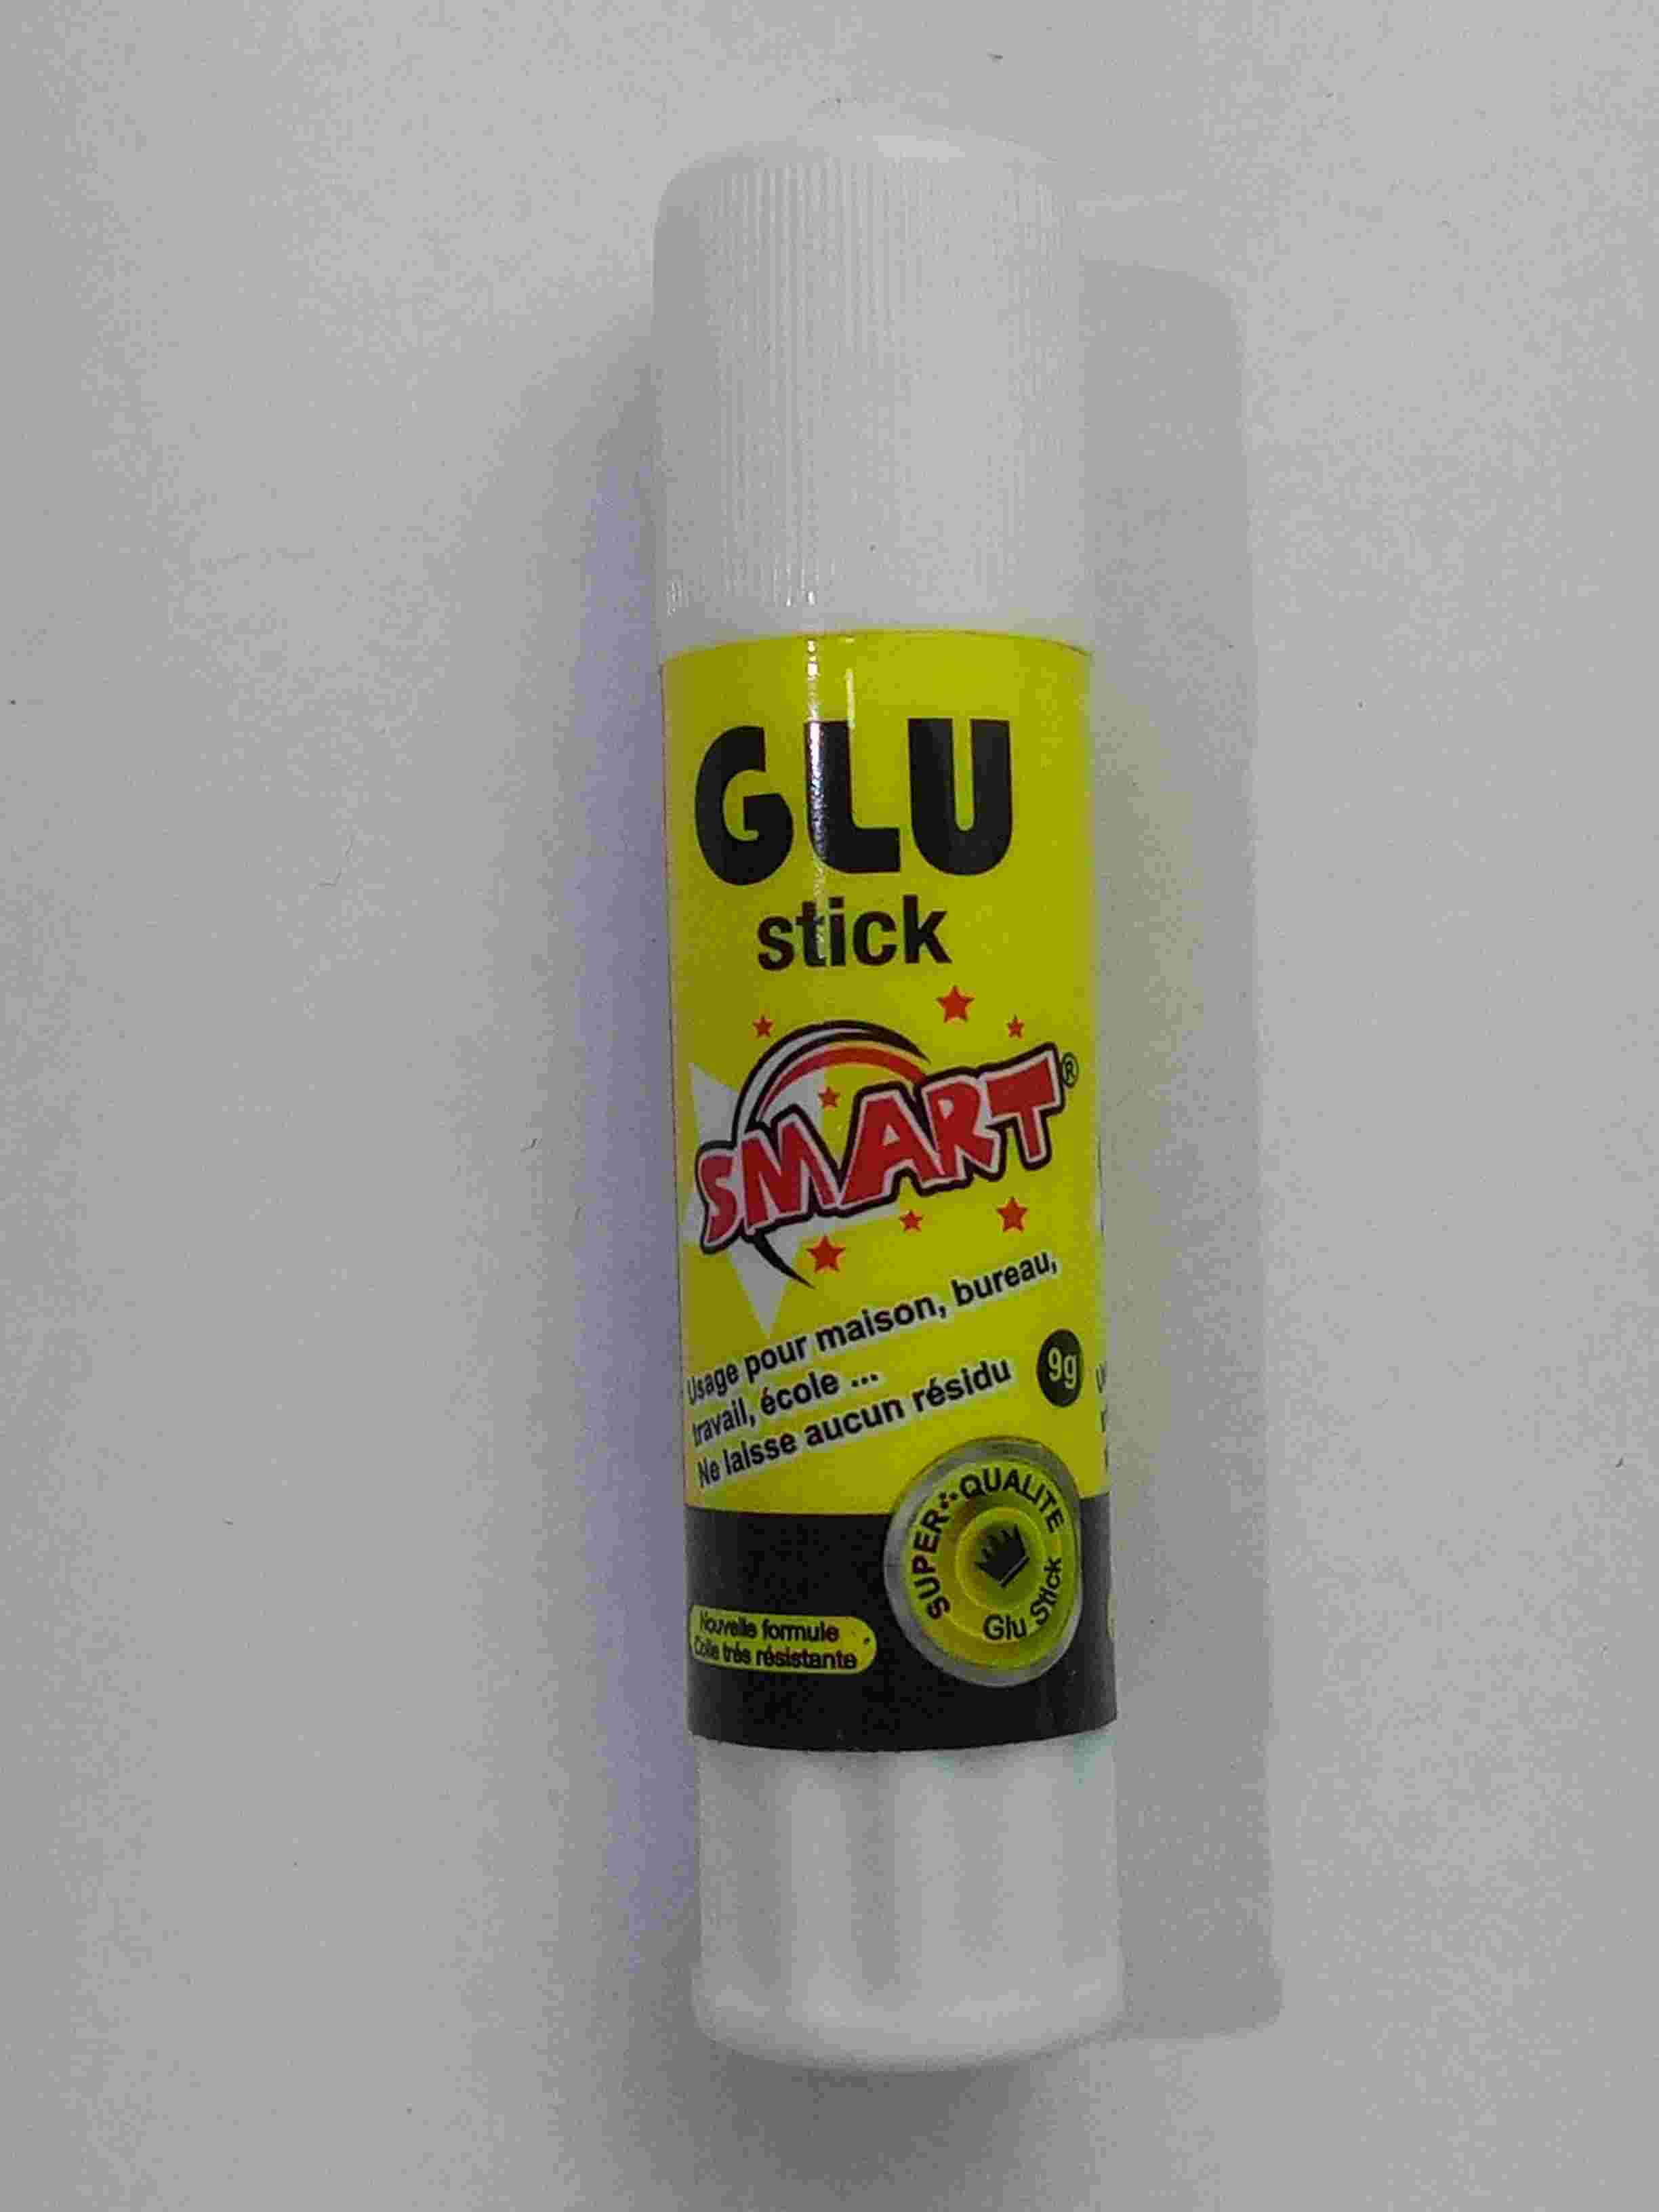 GLU
stick
SMART®
Usage pour maison, bureau,
travail, école ...
Ne laisse aucun résidu
9g
SUPER QUALITE
Glu Stick
Nouvelle formule
Colle très résistante